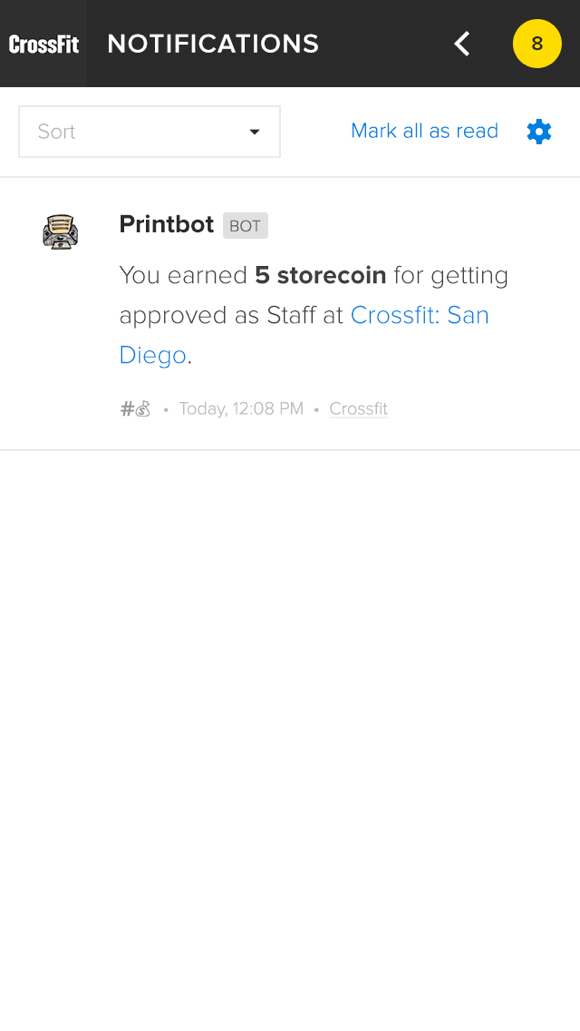 CrossFit NOTIFICATIONS 8
Sort Mark all as read
Printbot BOT
You earned 5 storecoin for getting
approved as Staff at Crossfit: San
Diego.
#💰 • Today, 12:08 PM • Crossfit